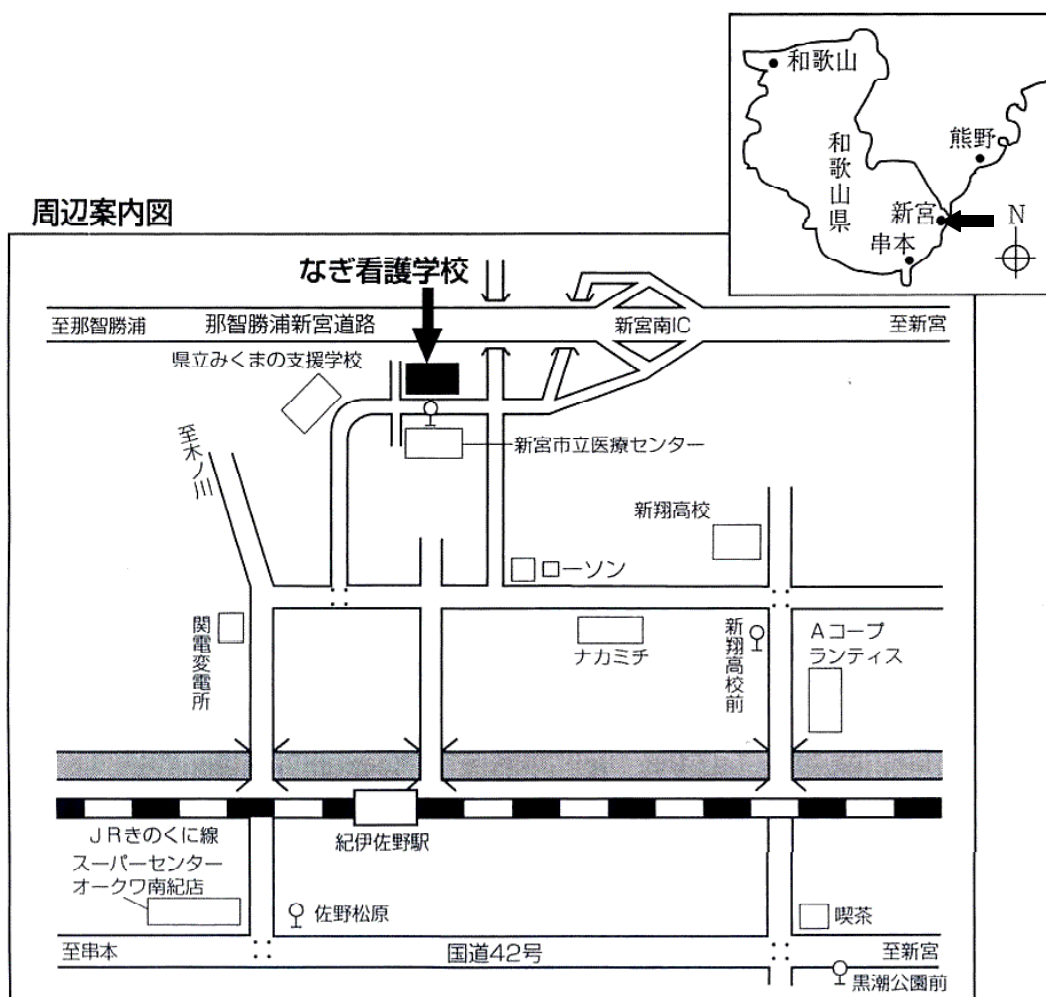 和歌山
和歌山県
熊野
新宮
串本
N
周辺案内図
なぎ看護学校
至那智勝浦
那智勝浦新宮道路
新宮南IC
至新宮
県立みくまの支援学校
新宮市立医療センター
至木ノ川
新翔高校
ローソン
関電変電所
ナカミチ
新翔高校前
Aコープ
ランティス
JRきのくに線
紀伊佐野駅
スーパーセンター
オークワ南紀店
佐野松原
喫茶
至串本
国道42号
至新宮
黒潮公園前